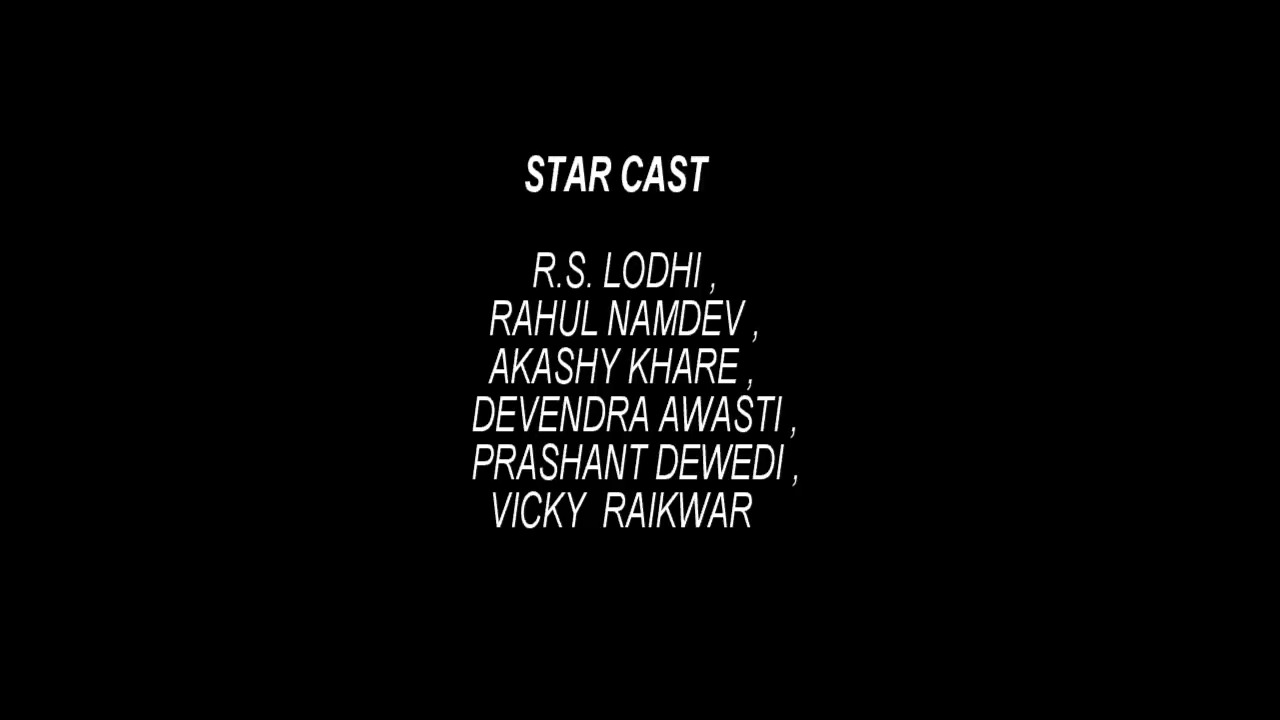 STAR CAST
R.S. LODHI ,
RAHUL NAMDEV ,
AKASHY KHARE ,
DEVENDRA AWASTI ,
PRASHANT DEWEDI ,
VICKY  RAIKWAR